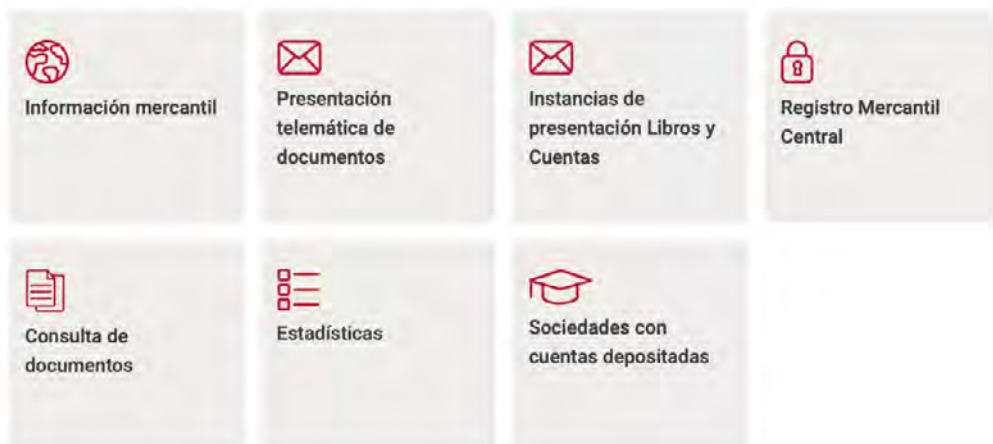 Información mercantil
Presentación
telemática de
documentos
Instancias de
presentación Libros y
Cuentas
Registro Mercantil
Central
Consulta de
documentos
Estadísticas
Sociedades con
cuentas depositadas